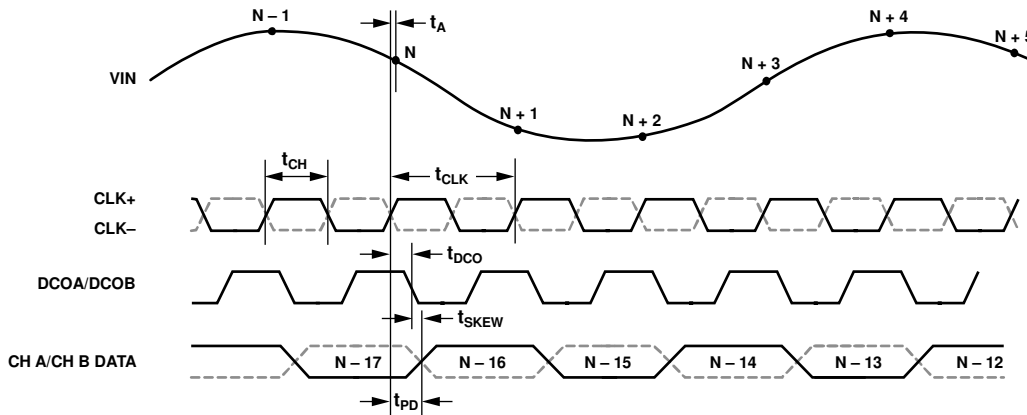 N – 1
tA
N
N + 4
N + 5
VIN
N + 3
N + 1
N + 2
tCH
tCLK
CLK+
CLK–
tDCO
DCOA/DCOB
tSKEW
CH A/CH B DATA
N – 17
N – 16
N – 15
N – 14
N – 13
N – 12
tPD